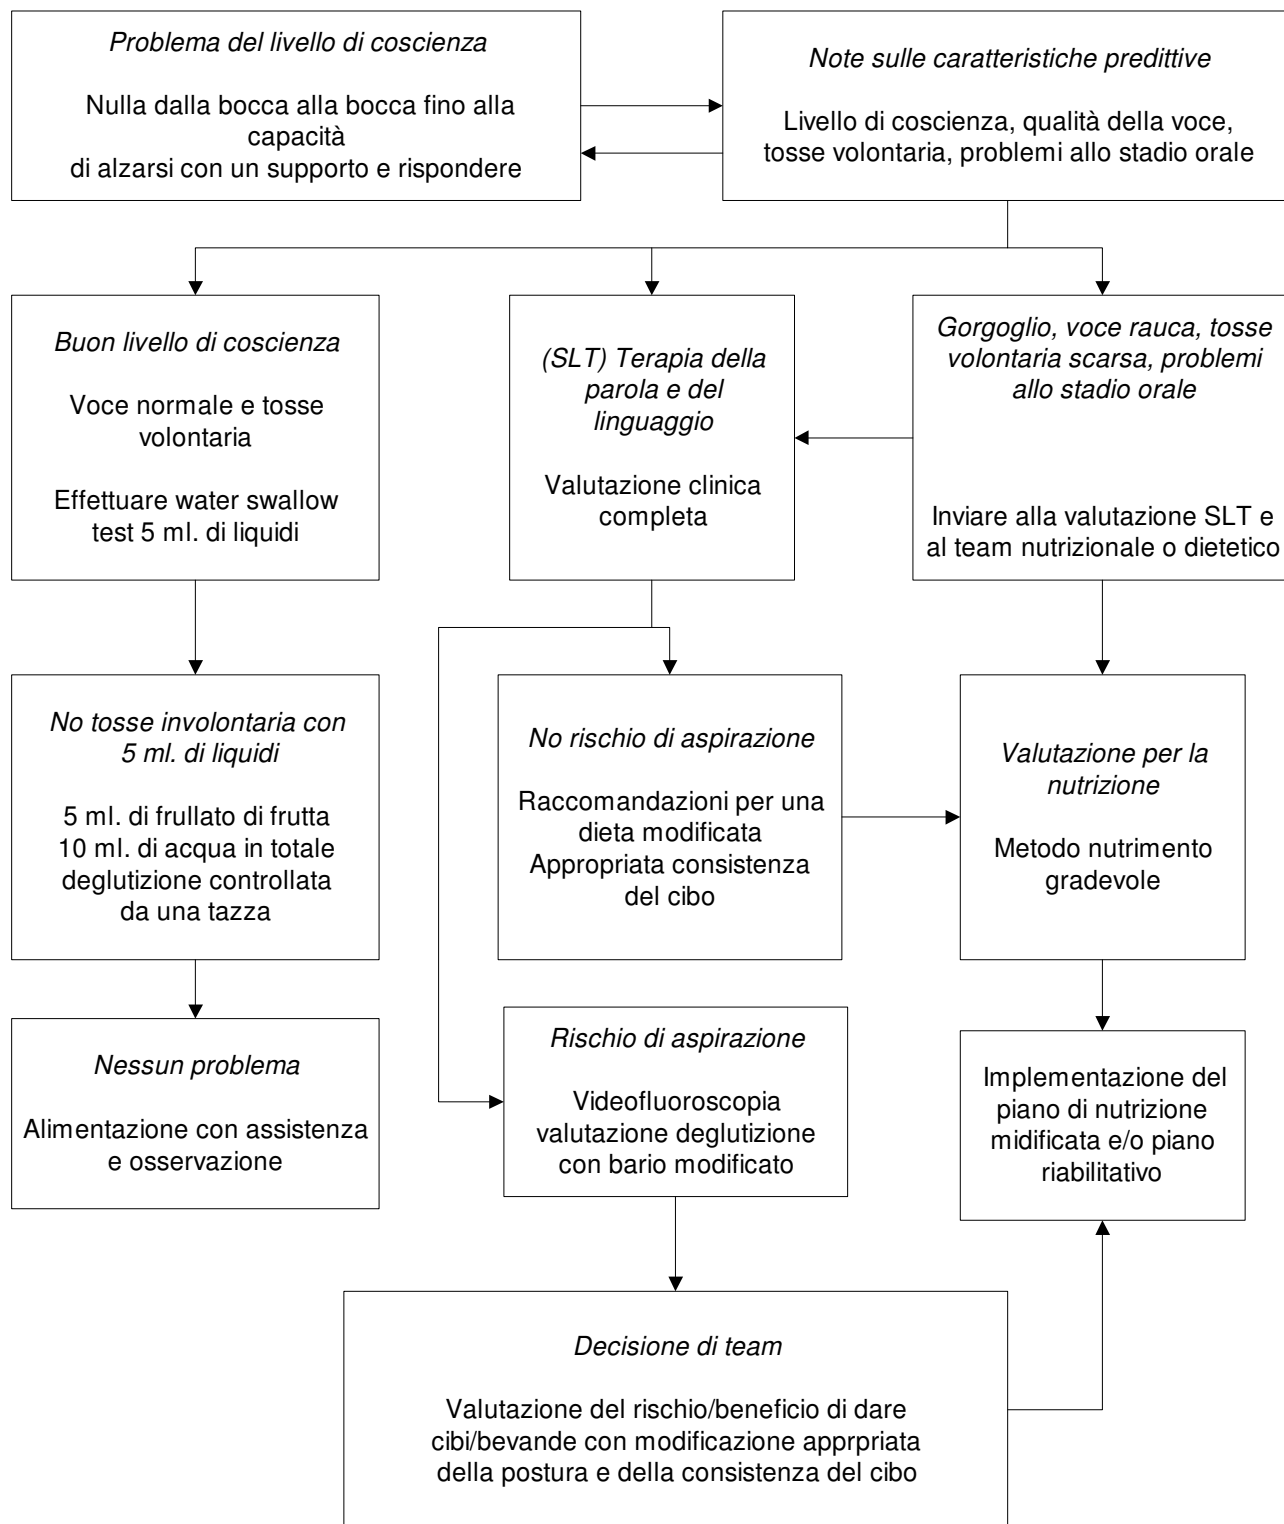 Problema del livello di coscienza
Nulla dalla bocca alla bocca fino alla
capacità
di alzarsi con un supporto e rispondere
Note sulle caratteristiche predittive
Livello di coscienza, qualità della voce,
tosse volontaria, problemi allo stadio orale
Buon livello di coscienza
Voce normale e tosse
volontaria
Effettuare water swallow
test 5 ml. di liquidi
(SLT) Terapia della
parola e del
linguaggio
Valutazione clinica
completa
Gorgoglio, voce rauca, tosse
volontaria scarsa, problemi
allo stadio orale
Inviare alla valutazione SLT e
al team nutrizionale o dietetico
No tosse involontaria con
5 ml. di liquidi
5 ml. di frullato di frutta
10 ml. di acqua in totale
deglutizione controllata
da una tazza
No rischio di aspirazione
Raccomandazioni per una
dieta modificata
Appropriata consistenza
del cibo
Valutazione per la
nutrizione
Metodo nutrimento
gradevole
Nessun problema
Alimentazione con assistenza
e osservazione
Rischio di aspirazione
Videofluoroscopia
valutazione deglutizione
con bario modificato
Implementazione del
piano di nutrizione
midificata e/o piano
riabilitativo
Decisione di team
Valutazione del rischio/beneficio di dare
cibi/bevande con modificazione apprpriata
della postura e della consistenza del cibo